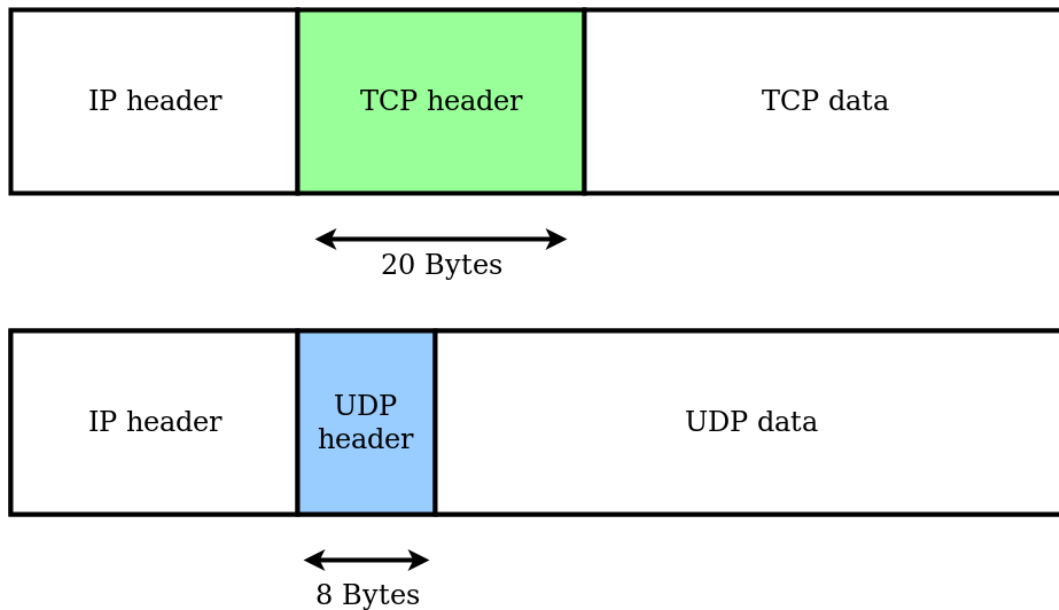 IP header
TCP header
TCP data
20 Bytes
IP header
UDP
header
UDP data
8 Bytes